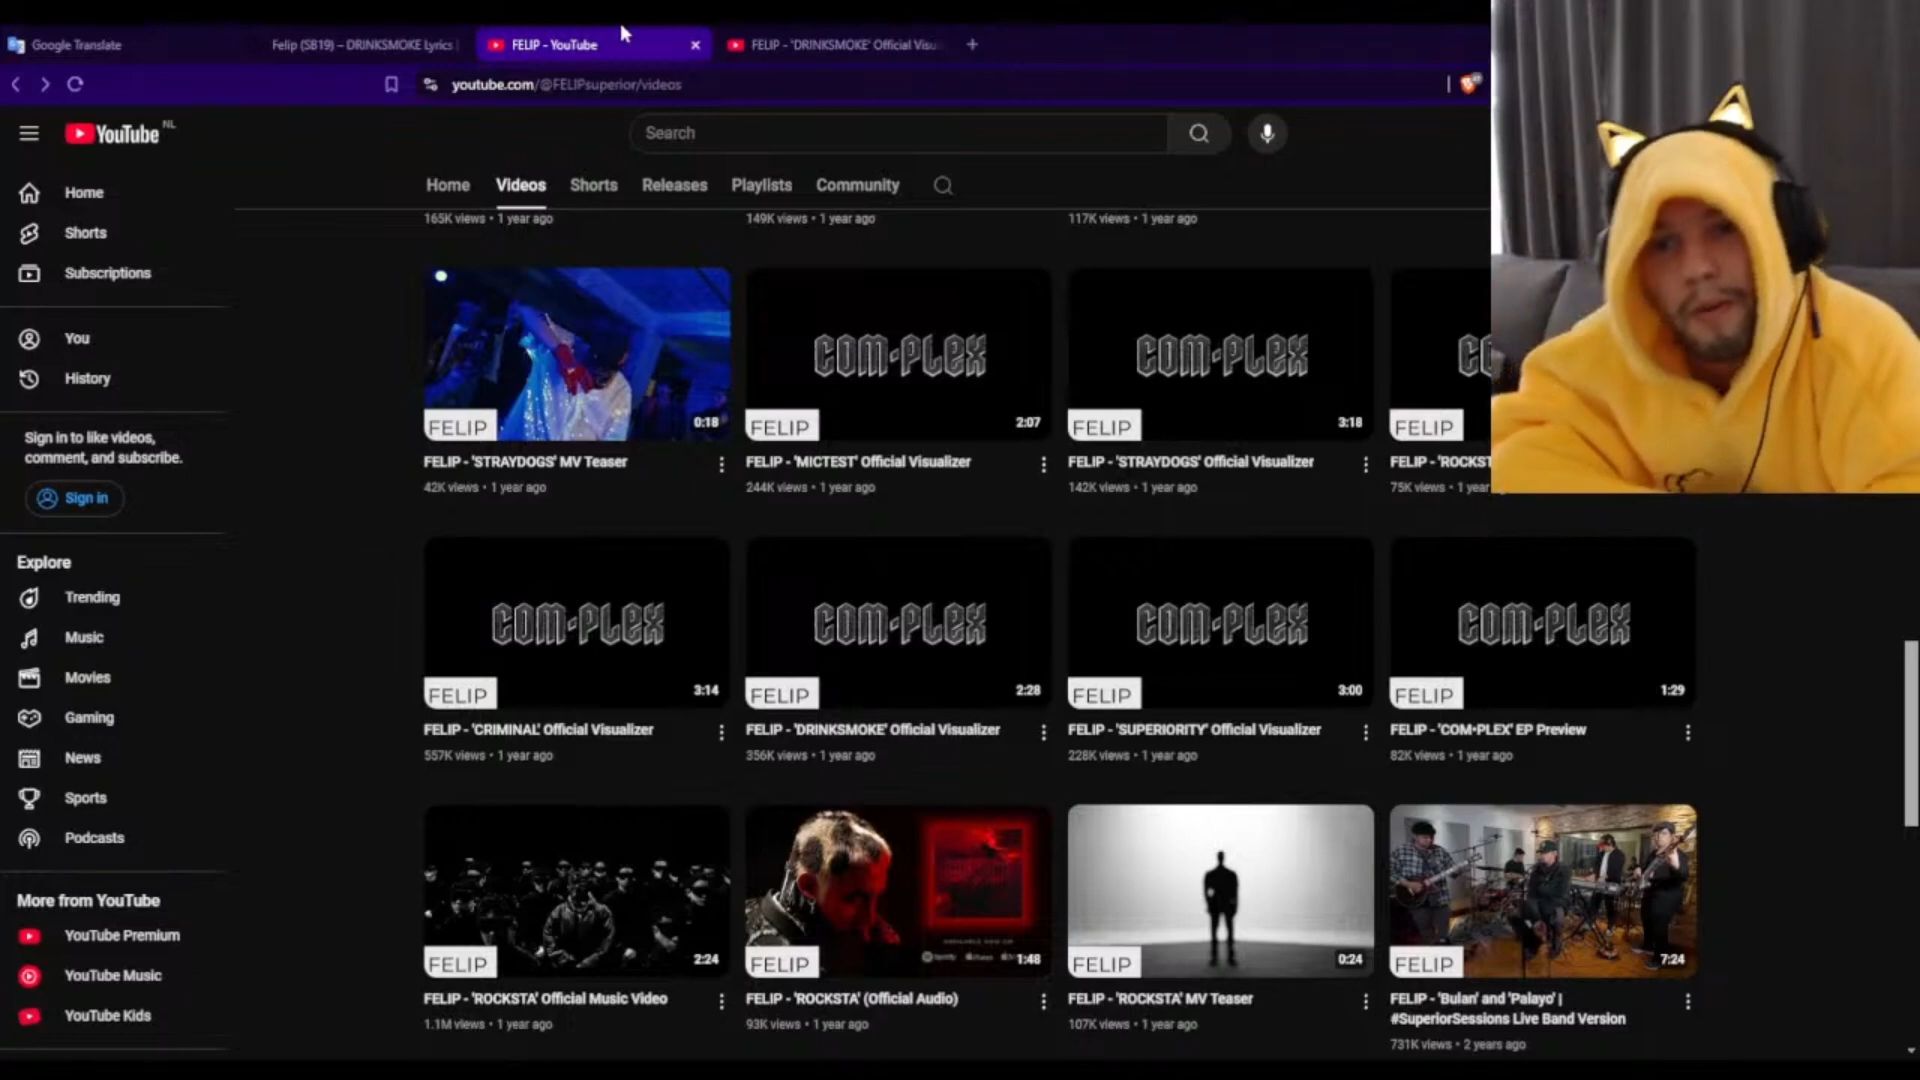 Google Translate
Felip (SB19) – DRINKSMOKE Lyrics
FELIP - YouTube
FELIP - 'DRINKSMOKE' Official Visu
youtube.com/@FELIPsuperior/videos
YouTube NL
Search
Home
Videos
Shorts
Releases
Playlists
Community
165K views • 1 year ago
149K views • 1 year ago
117K views • 1 year ago
Home
Shorts
Subscriptions
You
History
Sign in to like videos,
comment, and subscribe.
Sign in
Explore
Trending
Music
Movies
Gaming
News
Sports
Podcasts
More from YouTube
YouTube Premium
YouTube Music
YouTube Kids
FELIP
0:18
FELIP - 'STRAYDOGS' MV Teaser
42K views • 1 year ago
COM•PLEX
FELIP
2:07
FELIP - 'MICTEST' Official Visualizer
244K views • 1 year ago
COM•PLEX
FELIP
3:18
FELIP - 'STRAYDOGS' Official Visualizer
142K views • 1 year ago
FELIP
FELIP - 'ROCKST
75K views • 1 year
COM•PLEX
FELIP
3:14
FELIP - 'CRIMINAL' Official Visualizer
557K views • 1 year ago
COM•PLEX
FELIP
2:28
FELIP - 'DRINKSMOKE' Official Visualizer
356K views • 1 year ago
COM•PLEX
FELIP
3:00
FELIP - 'SUPERIORITY' Official Visualizer
228K views • 1 year ago
COM•PLEX
FELIP
1:29
FELIP - 'COM•PLEX' EP Preview
82K views • 1 year ago
FELIP
2:24
FELIP - 'ROCKSTA' Official Music Video
1.1M views • 1 year ago
FELIP
1:48
FELIP - 'ROCKSTA' (Official Audio)
93K views • 1 year ago
FELIP
0:24
FELIP - 'ROCKSTA' MV Teaser
107K views • 1 year ago
FELIP
7:24
FELIP - 'Bulan' and 'Palayo' |
#SuperiorSessions Live Band Version
731K views • 2 years ago